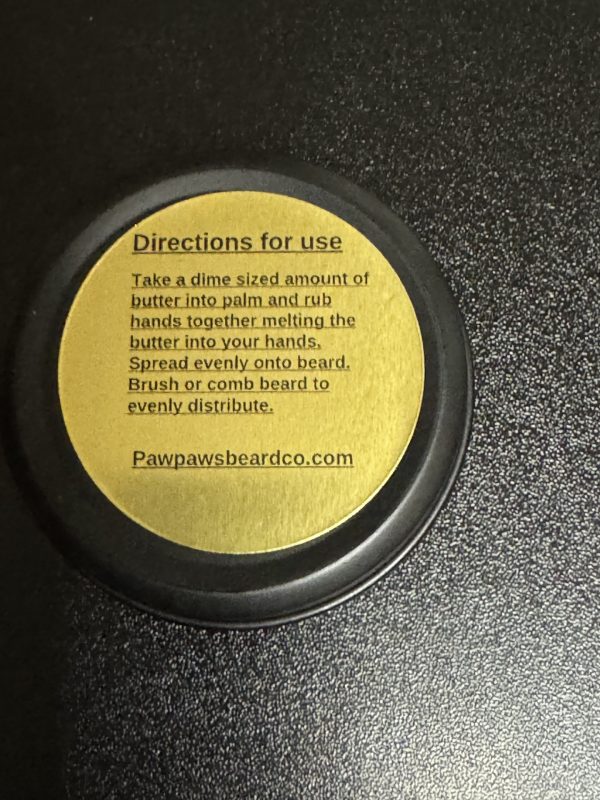 Directions for use
Take a dime sized amount of
butter into palm and rub
hands together melting the
butter into your hands.
Spread evenly onto beard.
Brush or comb beard to
evenly distribute.
Pawpawsbeardco.com